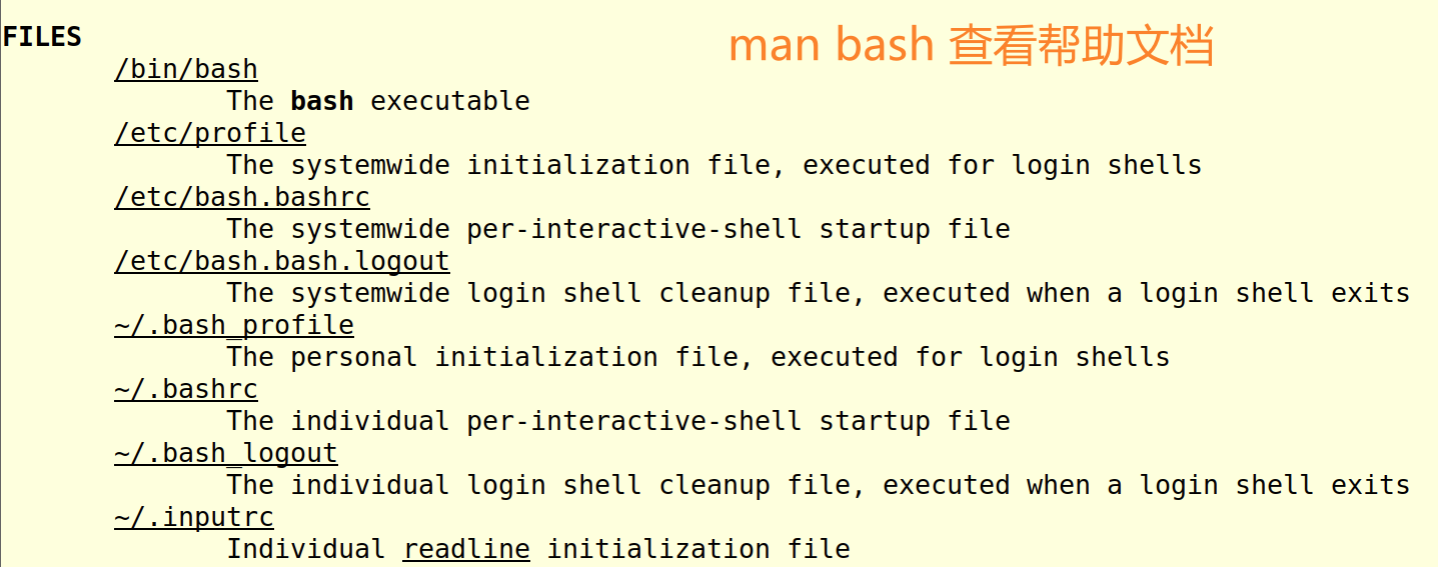 FILES
man bash 查看帮助文档
/bin/bash
The bash executable
/etc/profile
The systemwide initialization file, executed for login shells
/etc/bash.bashrc
The systemwide per-interactive-shell startup file
/etc/bash.bash.logout
The systemwide login shell cleanup file, executed when a login shell exits
~/.bash_profile
The personal initialization file, executed for login shells
~/.bashrc
The individual per-interactive-shell startup file
~/.bash_logout
The individual login shell cleanup file, executed when a login shell exits
~/.inputrc
Individual readline initialization file